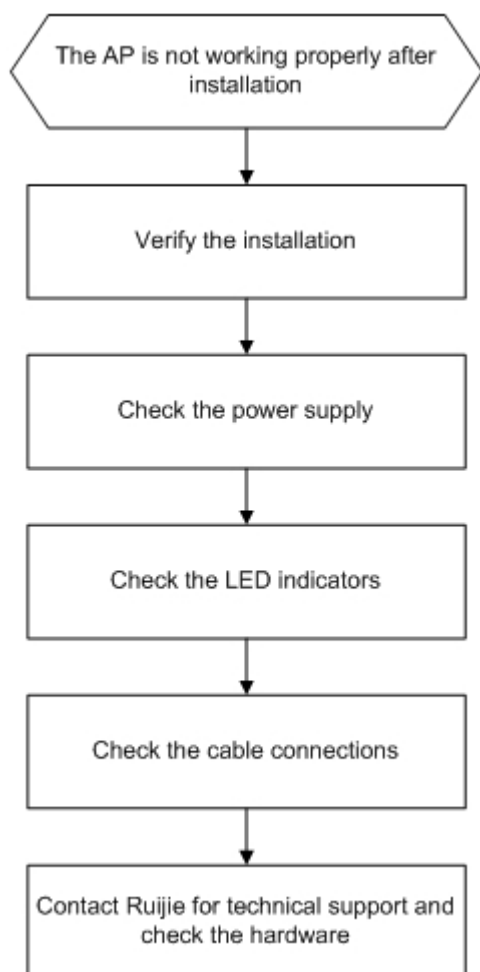 The AP is not working properly after
installation
Verify the installation
Check the power supply
Check the LED indicators
Check the cable connections
Contact Ruijie for technical support and
check the hardware